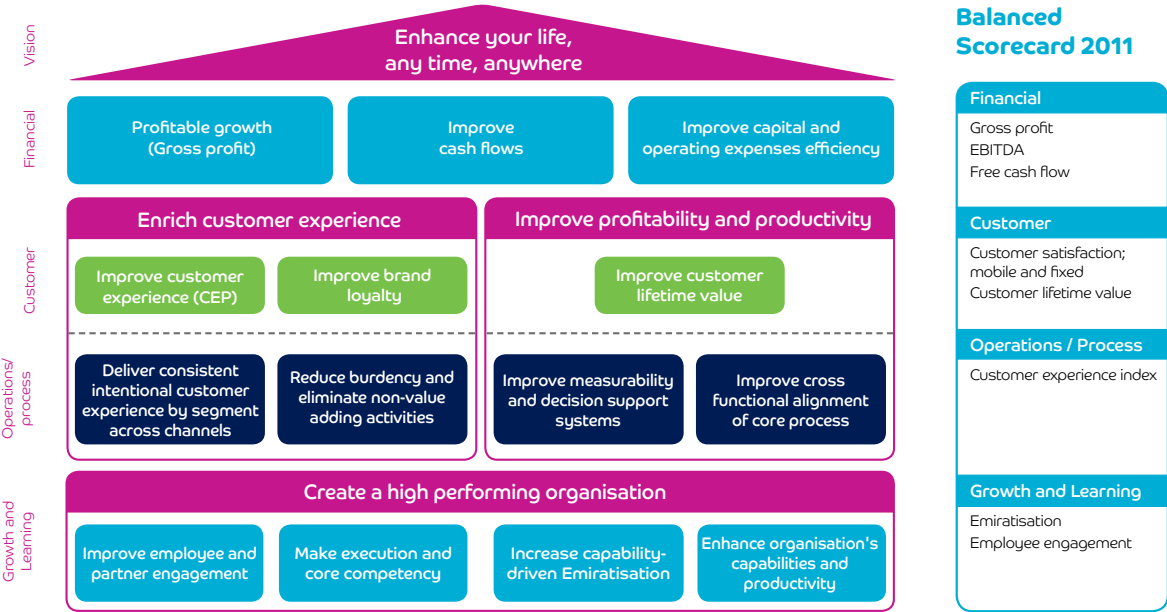 Vision
Enhance your life,
any time, anywhere
Financial
Profitable growth
(Gross profit)
Improve
cash flows
Improve capital and
operating expenses efficiency
Enrich customer experience
Improve profitability and productivity
Customer
Improve customer
experience (CEP)
Improve brand
loyalty
Improve customer
lifetime value
Operations/
process
Deliver consistent
intentional customer
experience by segment
across channels
Reduce burdency and
eliminate non-value
adding activities
Improve measurability
and decision support
systems
Improve cross
functional alignment
of core process
Growth and
Learning
Create a high performing organisation
Improve employee and
partner engagement
Make execution and
core competency
Increase capability-
driven Emiratisation
Enhance organisation's
capabilities and
productivity
Balanced
Scorecard 2011
Financial
Gross profit
EBITDA
Free cash flow
Customer
Customer satisfaction;
mobile and fixed
Customer lifetime value
Operations / Process
Customer experience index
Growth and Learning
Emiratisation
Employee engagement